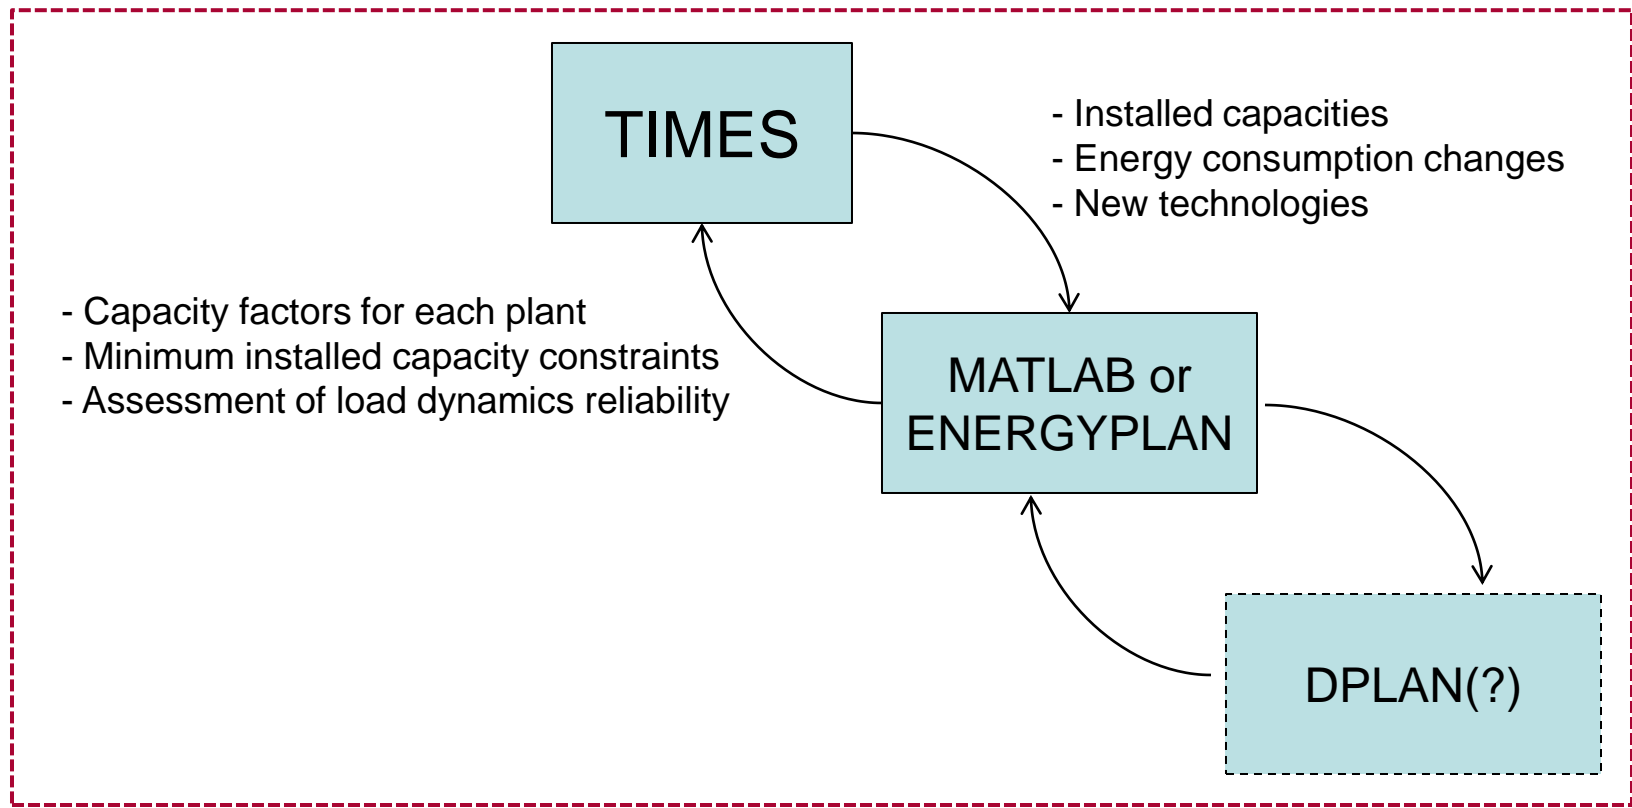 TIMES
- Installed capacities
- Energy consumption changes
- New technologies
- Capacity factors for each plant
- Minimum installed capacity constraints
- Assessment of load dynamics reliability
MATLAB or
ENERGYPLAN
DPLAN(?)